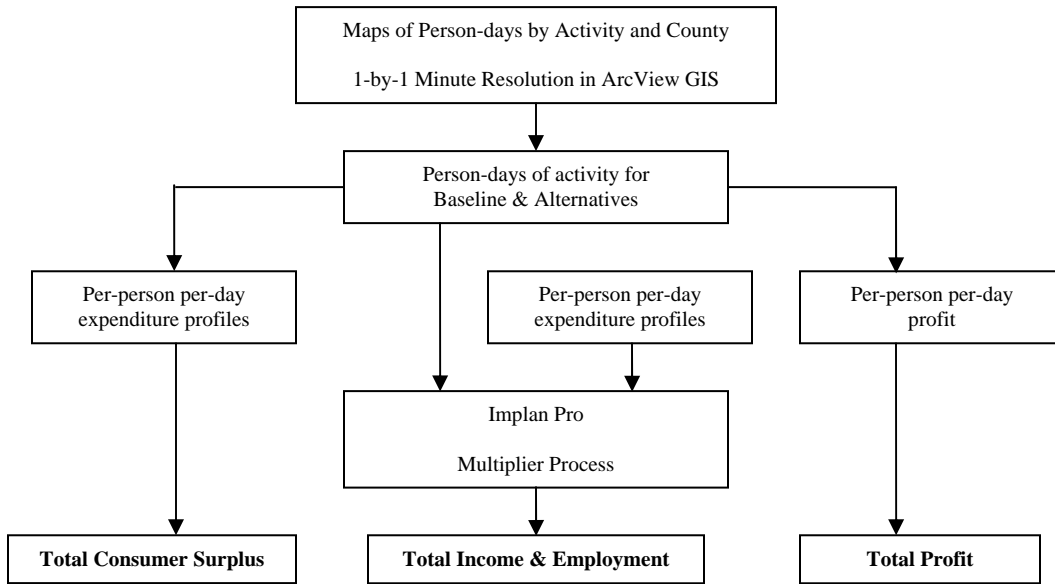 Maps of Person-days by Activity and County
1-by-1 Minute Resolution in ArcView GIS
Person-days of activity for
Baseline & Alternatives
Per-person per-day
expenditure profiles
Per-person per-day
expenditure profiles
Per-person per-day
profit
Implan Pro
Multiplier Process
Total Consumer Surplus
Total Income & Employment
Total Profit